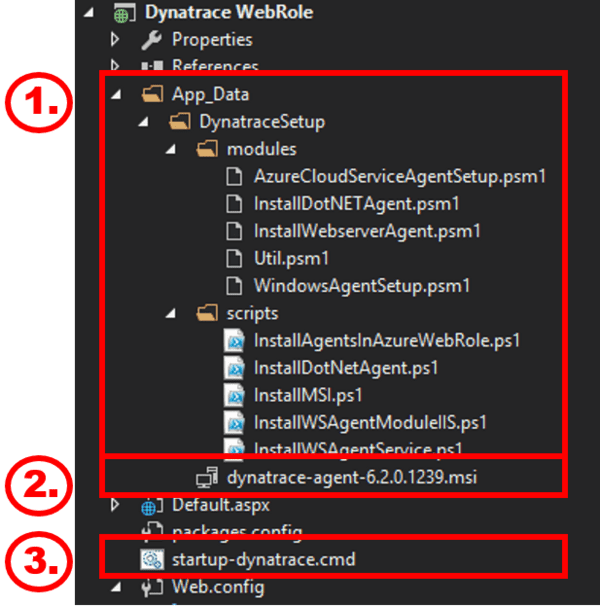 Dynatrace WebRole
Properties
References
1.
App_Data
DynatraceSetup
modules
AzureCloudServiceAgentSetup.psm1
InstallDotNETAgent.psm1
InstallWebserverAgent.psm1
Util.psm1
WindowsAgentSetup.psm1
scripts
InstallAgentsInAzureWebRole.ps1
InstallDotNetAgent.ps1
InstallMSI.ps1
InstallWSAgentModuleIIS.ps1
InstallWSAgentService.ps1
2.
dynatrace-agent-6.2.0.1239.msi
Default.aspx
packages.config
3.
startup-dynatrace.cmd
Web.config